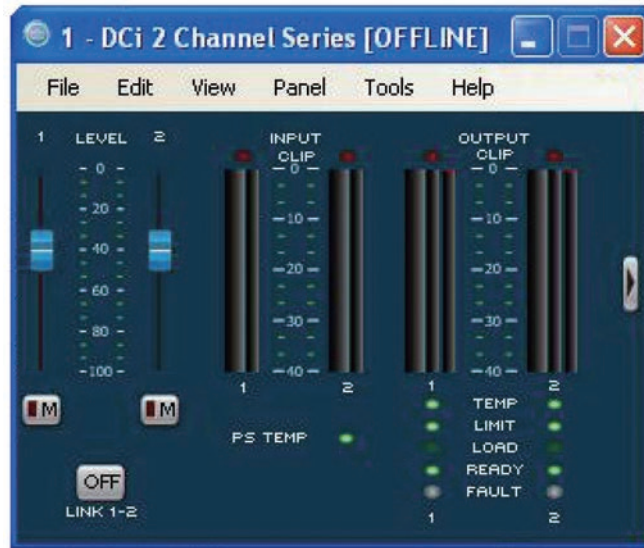 1 - DCi 2 Channel Series [OFFLINE]
File Edit View Panel Tools Help
1 LEVEL 2
INPUT
CLIP
OUTPUT
CLIP
- 0 -
- 20 -
- 40 -
- 60 -
- 80 -
-100-
-0-
-10-
-20-
-30-
-40-
-0-
-10-
-20-
-30-
-40-
1 2
1 2
M M
PS TEMP
TEMP
LIMIT
LOAD
READY
FAULT
1 2
OFF
LINK 1-2